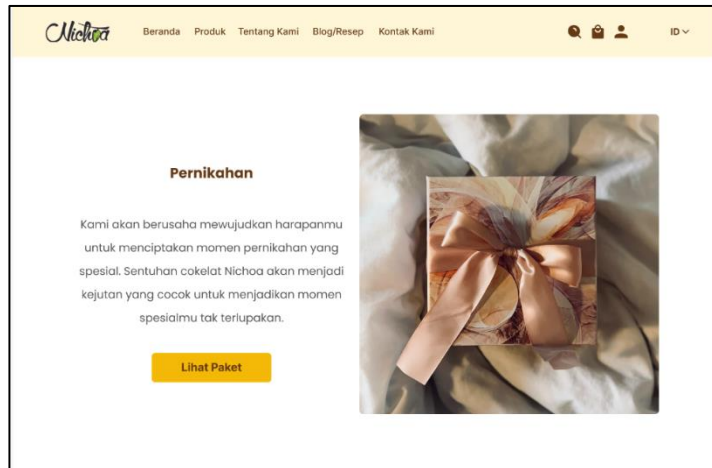 Nichoa
Beranda Produk Tentang Kami Blog/Resep Kontak Kami ID
Pernikahan
Kami akan berusaha mewujudkan harapanmu
untuk menciptakan momen pernikahan yang
spesial. Sentuhan cokelat Nichoa akan menjadi
kejutan yang cocok untuk menjadikan momen
spesialmu tak terlupakan.
Lihat Paket